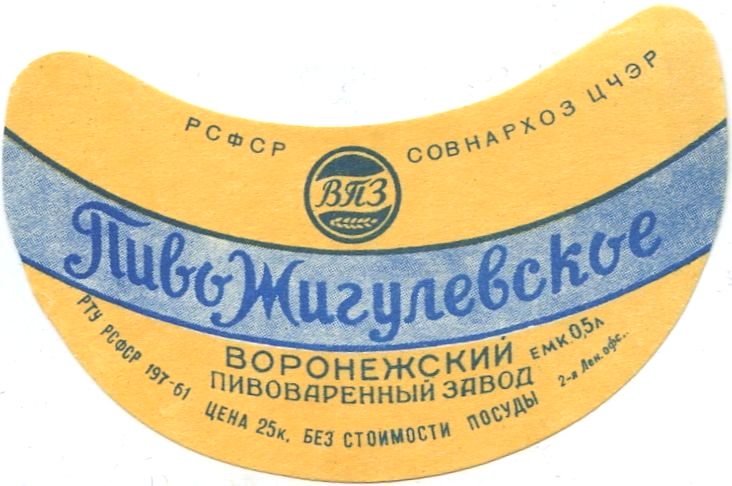 РСФСР СОВНАРХОЗ ЦЧЭР
ВПЗ
Пиво Жигулевское
ВОРОНЕЖСКИЙ
ПИВОВАРЕННЫЙ ЗАВОД
ЕМК. 0,5л
РТУ РСФСР 197-61 ЦЕНА 25к. БЕЗ СТОИМОСТИ ПОСУДЫ
2-я Лен. офс..